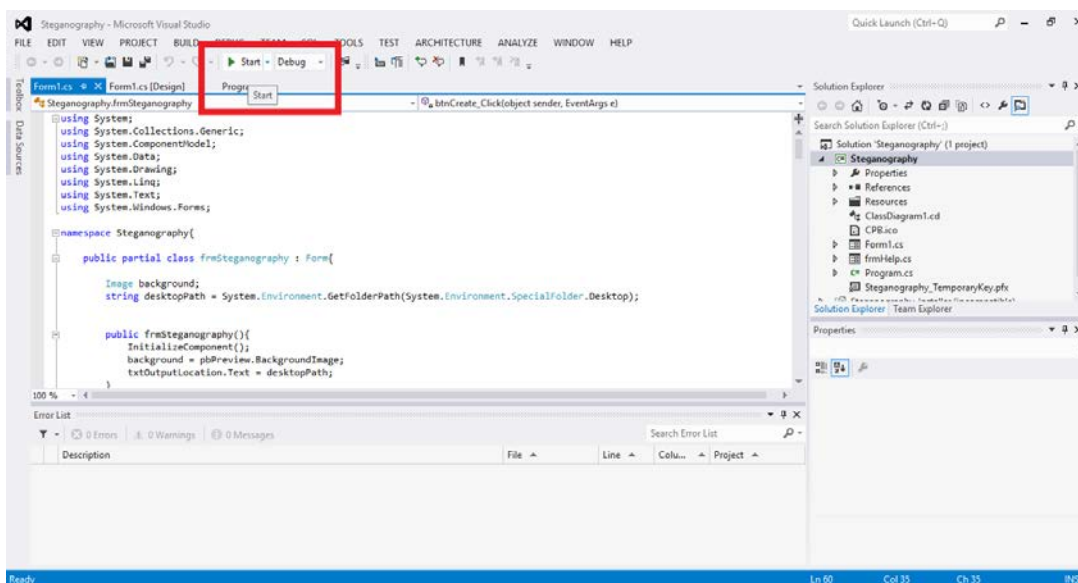 Steganography - Microsoft Visual Studio
Quick Launch (Ctrl+Q)
FILE EDIT VIEW PROJECT BUILD DEBUG TEAM SQL TOOLS TEST ARCHITECTURE ANALYZE WINDOW HELP
Start Debug
Form1.cs Form1.cs [Design]
Start
Steganography.frmSteganography
btnCreate_Click(object sender, EventArgs e)
using System;
using System.Collections.Generic;
using System.ComponentModel;
using System.Data;
using System.Drawing;
using System.Linq;
using System.Text;
using System.Windows.Forms;
namespace Steganography{
public partial class frmSteganography : Form{
Image background;
string desktopPath = System.Environment.GetFolderPath(System.Environment.SpecialFolder.Desktop);
public frmSteganography(){
InitializeComponent();
background = pbPreview.BackgroundImage;
txtOutputLocation.Text = desktopPath;
}
100 %
Toolbox
Data Sources
Error List
0 Errors 0 Warnings 0 Messages
Search Error List
Description File Line Colu... Project
Solution Explorer
Search Solution Explorer (Ctrl+;)
Solution 'Steganography' (1 project)
Steganography
Properties
References
Resources
ClassDiagram1.cd
CPB.ico
Form1.cs
frmHelp.cs
Program.cs
Steganography_TemporaryKey.pfx
Solution Explorer Team Explorer
Properties
Ready
Ln 60 Col 35 Ch 35